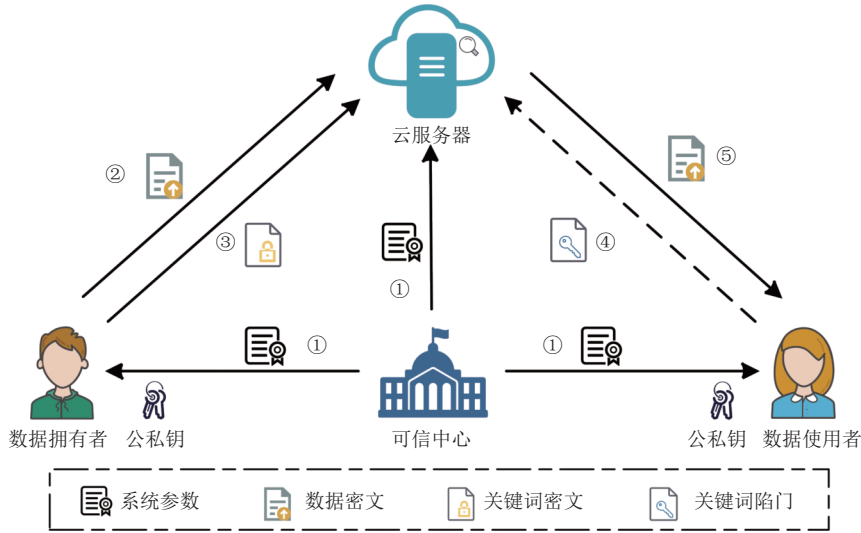 云服务器
②
⑤
③
④
①
①
①
数据拥有者
公私钥
可信中心
公私钥
数据使用者
系统参数
数据密文
关键词密文
关键词陷门